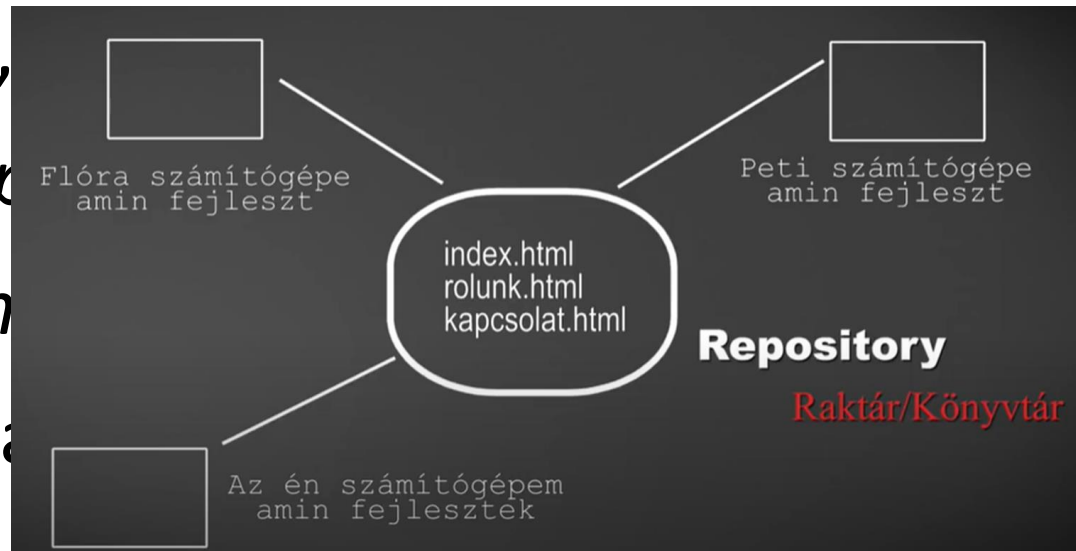 Flóra számítógépe
amin fejleszt
Peti számítógépe
amin fejleszt
index.html
rolunk.html
kapcsolat.html
Repository
Raktár/Könyvtár
Az én számítógépem
amin fejlesztek